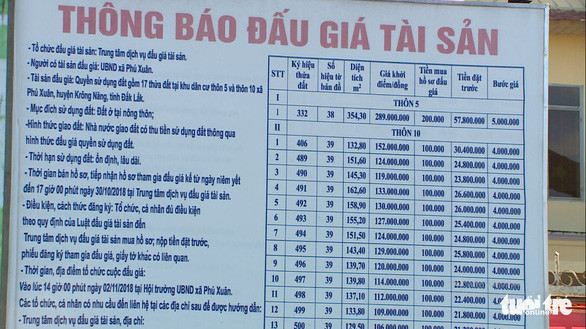 THÔNG BÁO ĐẤU GIÁ TÀI SẢN
- Tổ chức đấu giá tài sản: Trung tâm dịch vụ đấu giá tài sản.
- Người có tài sản đấu giá: UBND xã Phú Xuân.
- Tài sản đấu giá: Quyền sử dụng đất gồm 17 thửa đất tại khu dân cư thôn 5 và thôn 10 xã
Phú Xuân, huyện Krông Năng, tỉnh Đắk Lắk.
- Mục đích sử dụng đất: Đất ở tại nông thôn;
- Hình thức giao đất: Nhà nước giao đất có thu tiền sử dụng đất thông qua
hình thức đấu giá quyền sử dụng đất.
- Thời hạn sử dụng đất: ổn định, lâu dài.
- Thời gian bán hồ sơ, tiếp nhận hồ sơ tham gia đấu giá kể từ ngày niêm yết
đến 17 giờ 00 phút ngày 30/10/2018 tại Trung tâm dịch vụ đấu giá tài sản.
- Điều kiện, cách thức đăng ký: Tổ chức, cá nhân đủ điều kiện
theo quy định của Luật đấu giá tài sản đến
Trung tâm dịch vụ đấu giá tài sản mua hồ sơ; nộp tiền đặt trước,
phiếu đăng ký tham gia đấu giá, giấy tờ khác có liên quan.
- Thời gian, địa điểm tổ chức cuộc đấu giá:
Vào lúc 14 giờ 00 phút ngày 02/11/2018 tại Hội trường UBND xã Phú Xuân.
Các tổ chức, cá nhân có nhu cầu đến liên hệ tại các địa chỉ sau để được hướng dẫn:
- Trung tâm dịch vụ đấu giá tài sản, địa chỉ:
STT Ký hiệu thửa đất Số hiệu tờ bản đồ Diện tích m² Giá khởi điểm/đồng Tiền mua hồ sơ đấu giá Tiền đặt trước Bước giá
I THÔN 5
1 332 38 354,30 289.000.000 200.000 57.800.000 5.000.000
II THÔN 10
1 406 39 132,80 152.000.000 100.000 30.400.000 4.000.000
2 489 39 151,60 124.000.000 100.000 24.800.000 4.000.000
3 490 39 145,30 119.000.000 100.000 23.800.000 4.000.000
4 491 39 162,60 133.000.000 100.000 26.600.000 4.000.000
5 492 39 158,90 130.000.000 100.000 26.000.000 4.000.000
6 493 39 155,20 127.000.000 100.000 25.400.000 4.000.000
7 494 39 151,50 124.000.000 100.000 24.800.000 4.000.000
8 495 39 143,40 129.000.000 100.000 25.800.000 4.000.000
9 496 39 139,70 120.000.000 100.000 24.000.000 4.000.000
10 497 39 139,80 114.000.000 100.000 22.800.000 4.000.000
11 498 39 137,10 112.000.000 100.000 22.400.000
12 499 39 133,80 109.000.000 100.000 21.800.000
13 500 39 129,50 106.000.000
tuổi trẻ
online